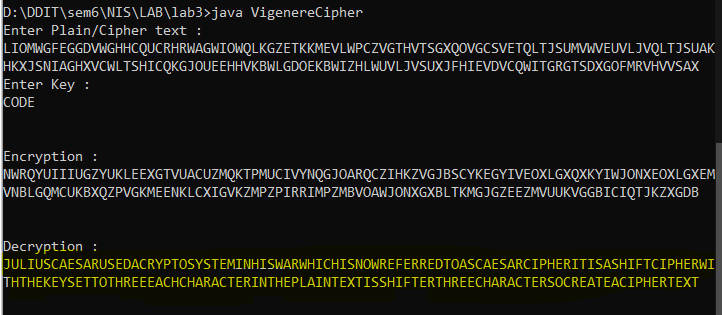 D:\DDIT\sem6\NIS\LAB\lab3>java VigenereCipher
Enter Plain/Cipher text :
LIOMWGFEGGDVWGHHCQUCRHRWAGWIOWQLKGZETKKMEVLWPCZVGTHVTSGXQOVGCSVETQLTJSUMVWVEUVLJVQLTJSUAK
HKXJSNIAGHXVCWLTSHICQKGJOUEEHHVKBWLGDOEKBWIZHLWUVLJVSUXJFHIEVDVCQWITGRGTSDXGOFMRVHVVSAX
Enter Key :
CODE
Encryption :
NWRQYUIIIUGZYUKLEEXGTVUACUZMQKTPMUCIVYNQGJOARQCZIHKZVGJBSCYKEGYIVEOXLGXQXKYIWJONXEOXLGXEM
VNBLGQMCUKBXQZPVGKMEENKLCXIGVKZMPZPIRRIMPZMBVOAWJONXGXBLTKMGJGZEEZMVUUKVGGBICIQTJKZXGDB
Decryption :
JULIUSCAESARUSEDACRYPTOSYSTEMINHISWARWHICHISNOWREFERREDTOASCAESARCIPHERITISASHIFTCIPHERWI
THTHEKEYSETTOTHREEEACHCHARACTERINTHEPLAINTEXTISSHIFTERTHREECHARACTERSOCREATEACIPHERTEXT